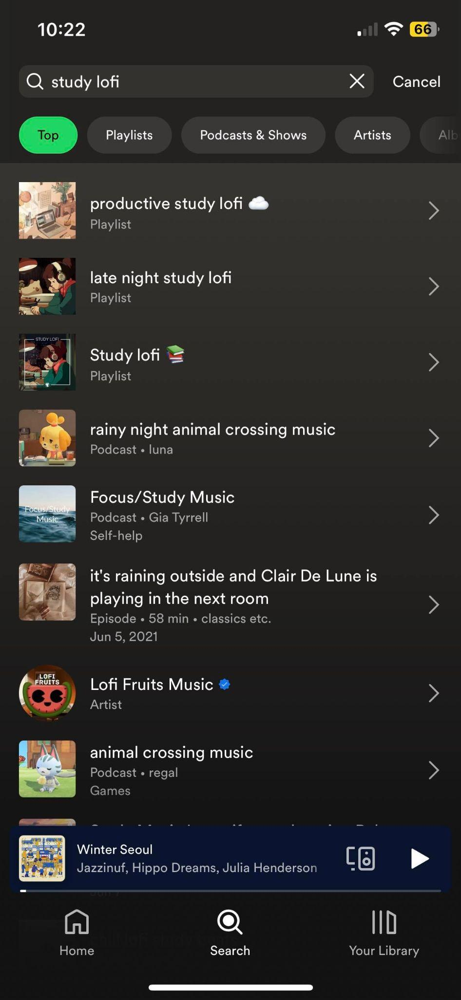 10:22
66
study lofi
Cancel
Top
Playlists
Podcasts & Shows
Artists
Alb
productive study lofi ☁️
Playlist
late night study lofi
Playlist
STUDY LOFI
Study lofi 📚
Playlist
rainy night animal crossing music
Podcast • luna
Focus/Study
Music
Focus/Study Music
Podcast • Gia Tyrrell
Self-help
it's raining outside and Clair De Lune is
playing in the next room
Episode • 58 min • classics etc.
Jun 5, 2021
LOFI
FRUITS
Lofi Fruits Music
Artist
animal crossing music
Podcast • regal
Games
Winter Seoul
Jazzinuf, Hippo Dreams, Julia Henderson
Home
Search
Your Library